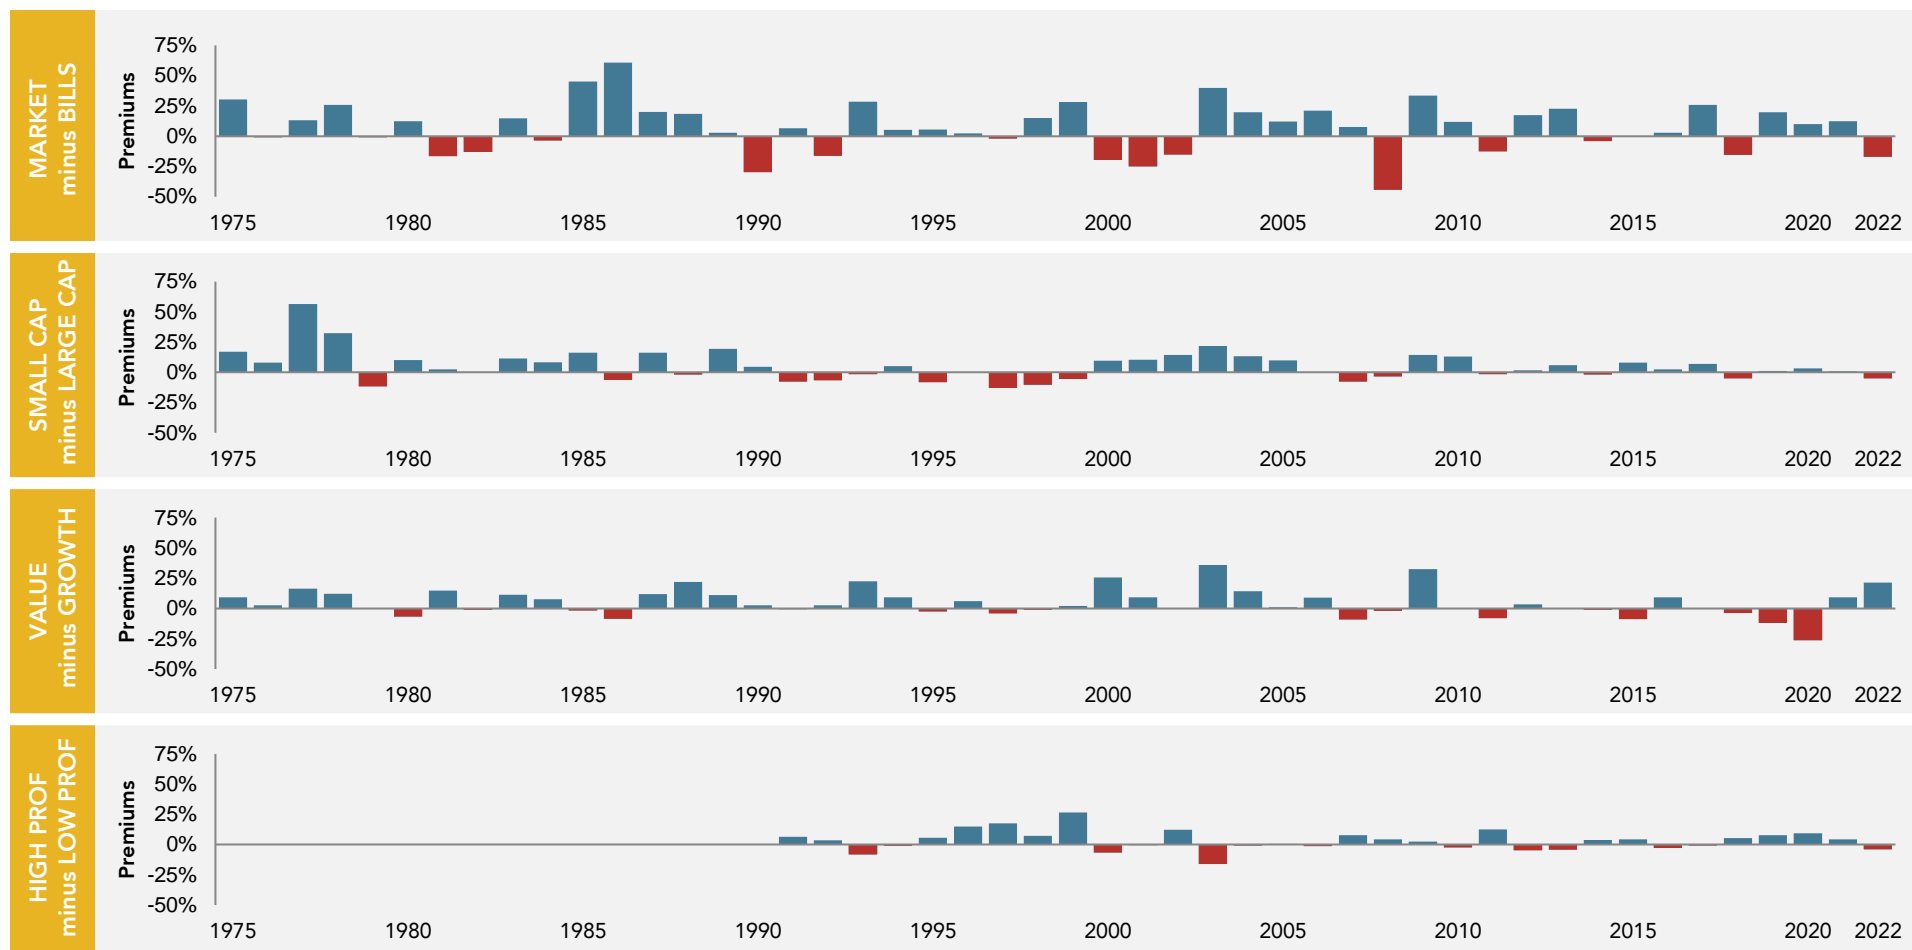 MARKET
minus BILLS
Premiums
75%
50%
25%
0%
-25%
-50%
1975 1980 1985 1990 1995 2000 2005 2010 2015 2020 2022
SMALL CAP
minus LARGE CAP
Premiums
75%
50%
25%
0%
-25%
-50%
1975 1980 1985 1990 1995 2000 2005 2010 2015 2020 2022
VALUE
minus GROWTH
Premiums
75%
50%
25%
0%
-25%
-50%
1975 1980 1985 1990 1995 2000 2005 2010 2015 2020 2022
HIGH PROF
minus LOW PROF
Premiums
75%
50%
25%
0%
-25%
-50%
1975 1980 1985 1990 1995 2000 2005 2010 2015 2020 2022